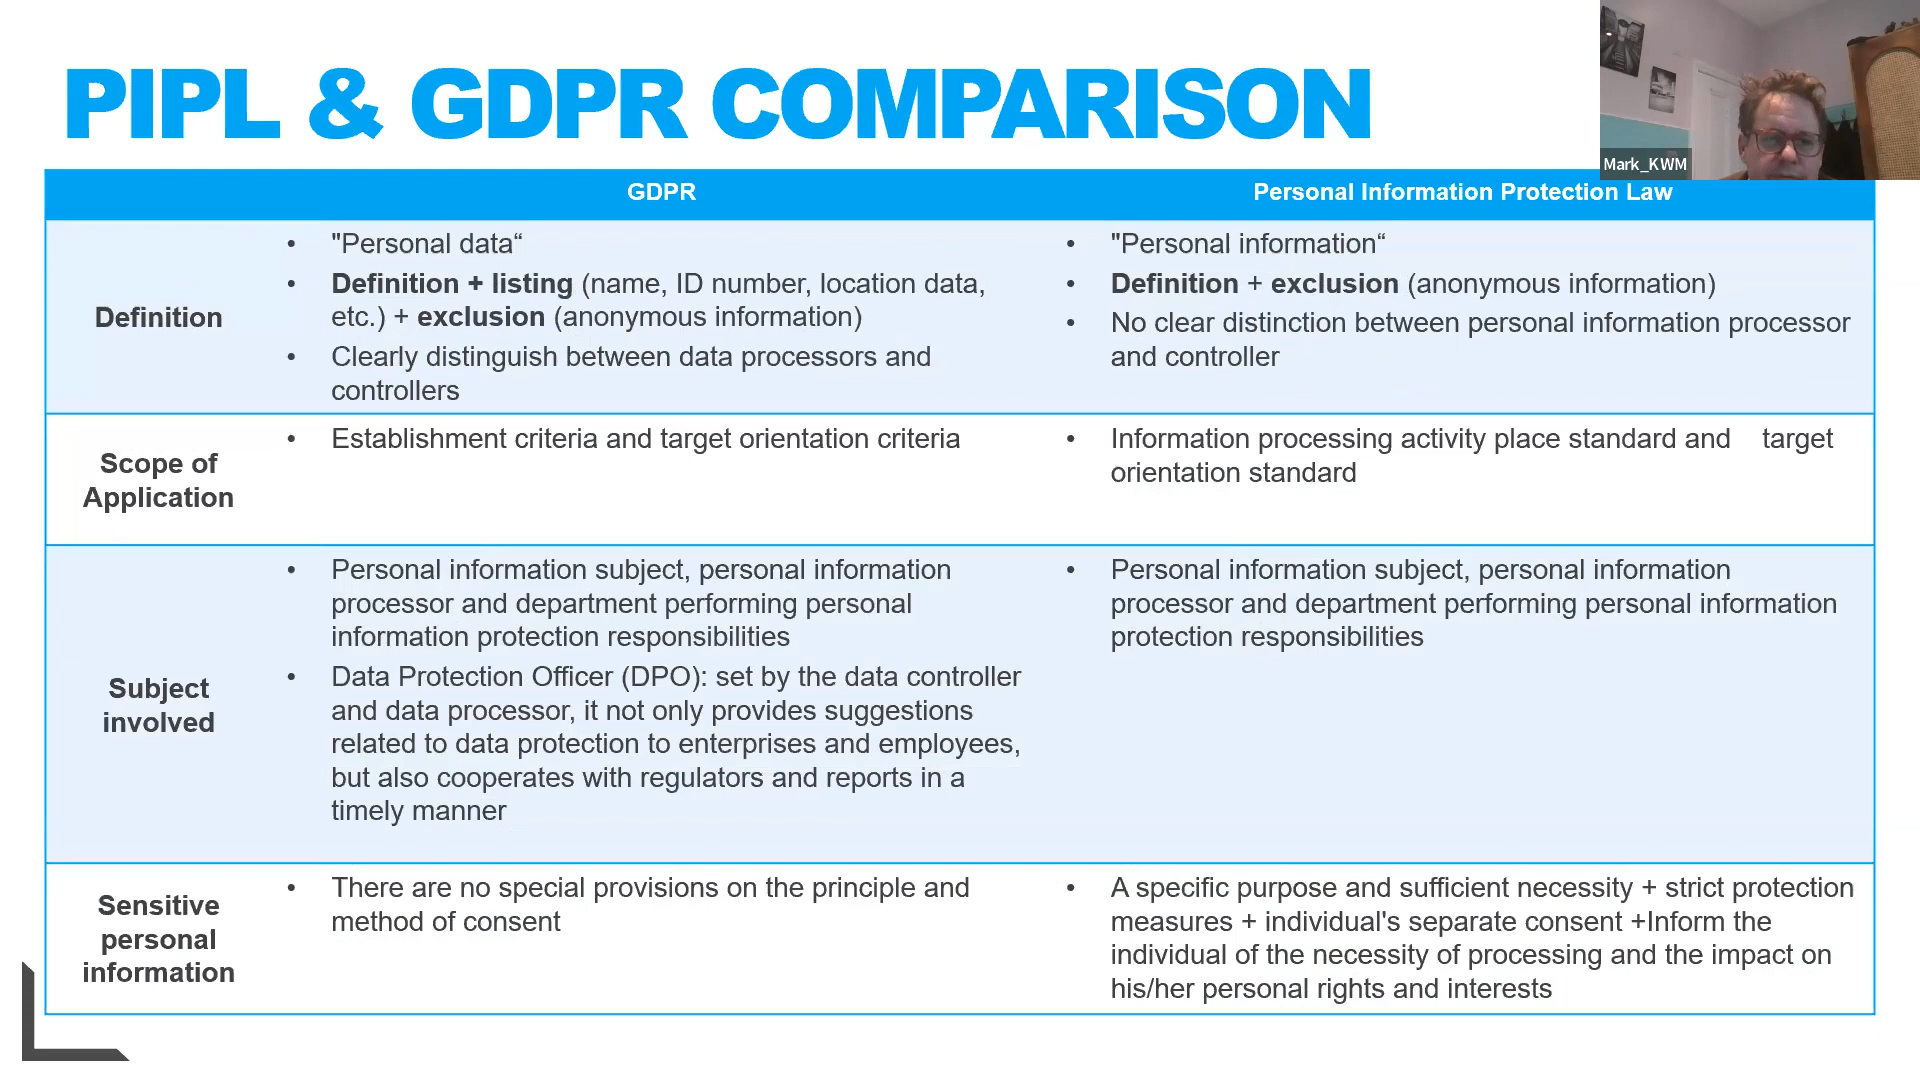 PIPL & GDPR COMPARISON
Mark_KWM
GDPR
Personal Information Protection Law
Definition
• "Personal data“
• Definition + listing (name, ID number, location data,
etc.) + exclusion (anonymous information)
• Clearly distinguish between data processors and
controllers
• "Personal information“
• Definition + exclusion (anonymous information)
• No clear distinction between personal information processor
and controller
Scope of
Application
• Establishment criteria and target orientation criteria
• Information processing activity place standard and target
orientation standard
Subject
involved
• Personal information subject, personal information
processor and department performing personal
information protection responsibilities
• Data Protection Officer (DPO): set by the data controller
and data processor, it not only provides suggestions
related to data protection to enterprises and employees,
but also cooperates with regulators and reports in a
timely manner
• Personal information subject, personal information
processor and department performing personal information
protection responsibilities
Sensitive
personal
information
• There are no special provisions on the principle and
method of consent
• A specific purpose and sufficient necessity + strict protection
measures + individual's separate consent +Inform the
individual of the necessity of processing and the impact on
his/her personal rights and interests